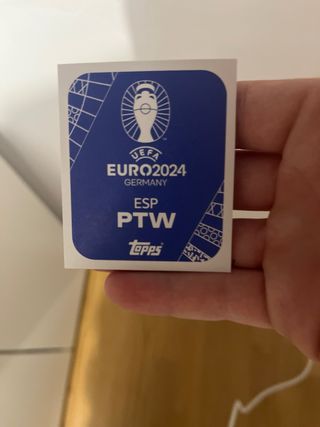 UEFA
EURO2024
GERMANY
ESP
PTW
topps